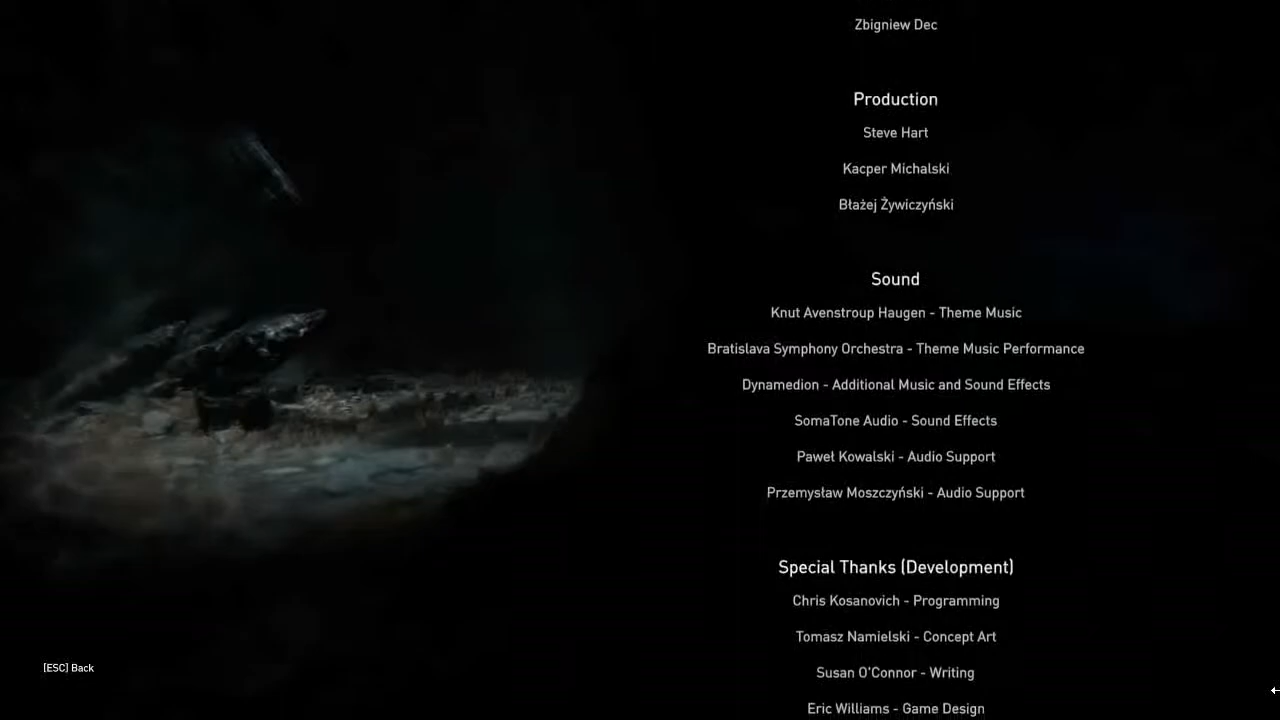 Zbigniew Dec
Production
Steve Hart
Kacper Michalski
Błażej Żywiczyński
Sound
Knut Avenstroup Haugen - Theme Music
Bratislava Symphony Orchestra - Theme Music Performance
Dynamedion - Additional Music and Sound Effects
SomaTone Audio - Sound Effects
Paweł Kowalski - Audio Support
Przemysław Moszczyński - Audio Support
Special Thanks (Development)
Chris Kosanovich - Programming
Tomasz Namielski - Concept Art
[ESC] Back
Susan O'Connor - Writing
Eric Williams - Game Design